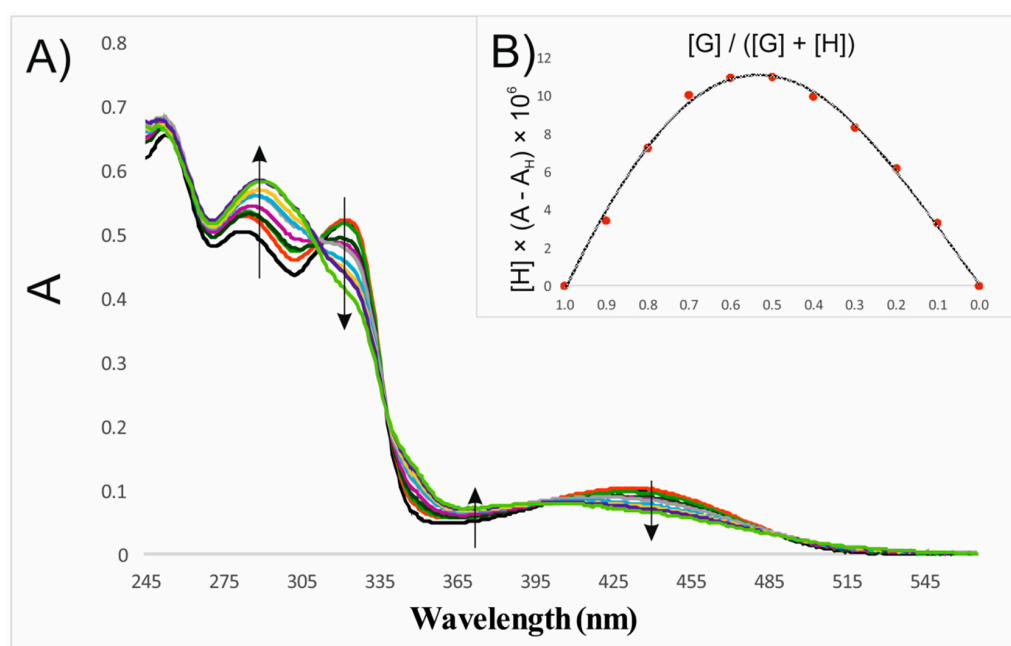 A)
0.8
0.7
0.6
0.5
0.4
0.3
0.2
0.1
0
A
245 275 305 335 365 395 425 455 485 515 545
Wavelength (nm)
B)
[G] / ([G] + [H])
[H] × (A - A_H) × 10⁶
12
10
8
6
4
2
0
1.0 0.9 0.8 0.7 0.6 0.5 0.4 0.3 0.2 0.1 0.0